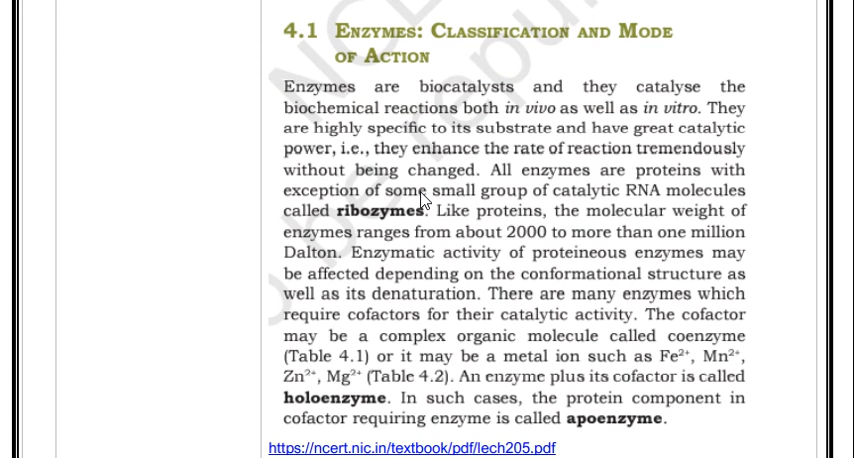 4.1 ENZYMES: CLASSIFICATION AND MODE
OF ACTION
Enzymes are biocatalysts and they catalyse the
biochemical reactions both in vivo as well as in vitro. They
are highly specific to its substrate and have great catalytic
power, i.e., they enhance the rate of reaction tremendously
without being changed. All enzymes are proteins with
exception of some small group of catalytic RNA molecules
called ribozymes. Like proteins, the molecular weight of
enzymes ranges from about 2000 to more than one million
Dalton. Enzymatic activity of proteineous enzymes may
be affected depending on the conformational structure as
well as its denaturation. There are many enzymes which
require cofactors for their catalytic activity. The cofactor
may be a complex organic molecule called coenzyme
(Table 4.1) or it may be a metal ion such as Fe²⁺, Mn²⁺,
Zn²⁺, Mg²⁺ (Table 4.2). An enzyme plus its cofactor is called
holoenzyme. In such cases, the protein component in
cofactor requiring enzyme is called apoenzyme.
https://ncert.nic.in/textbook/pdf/lech205.pdf